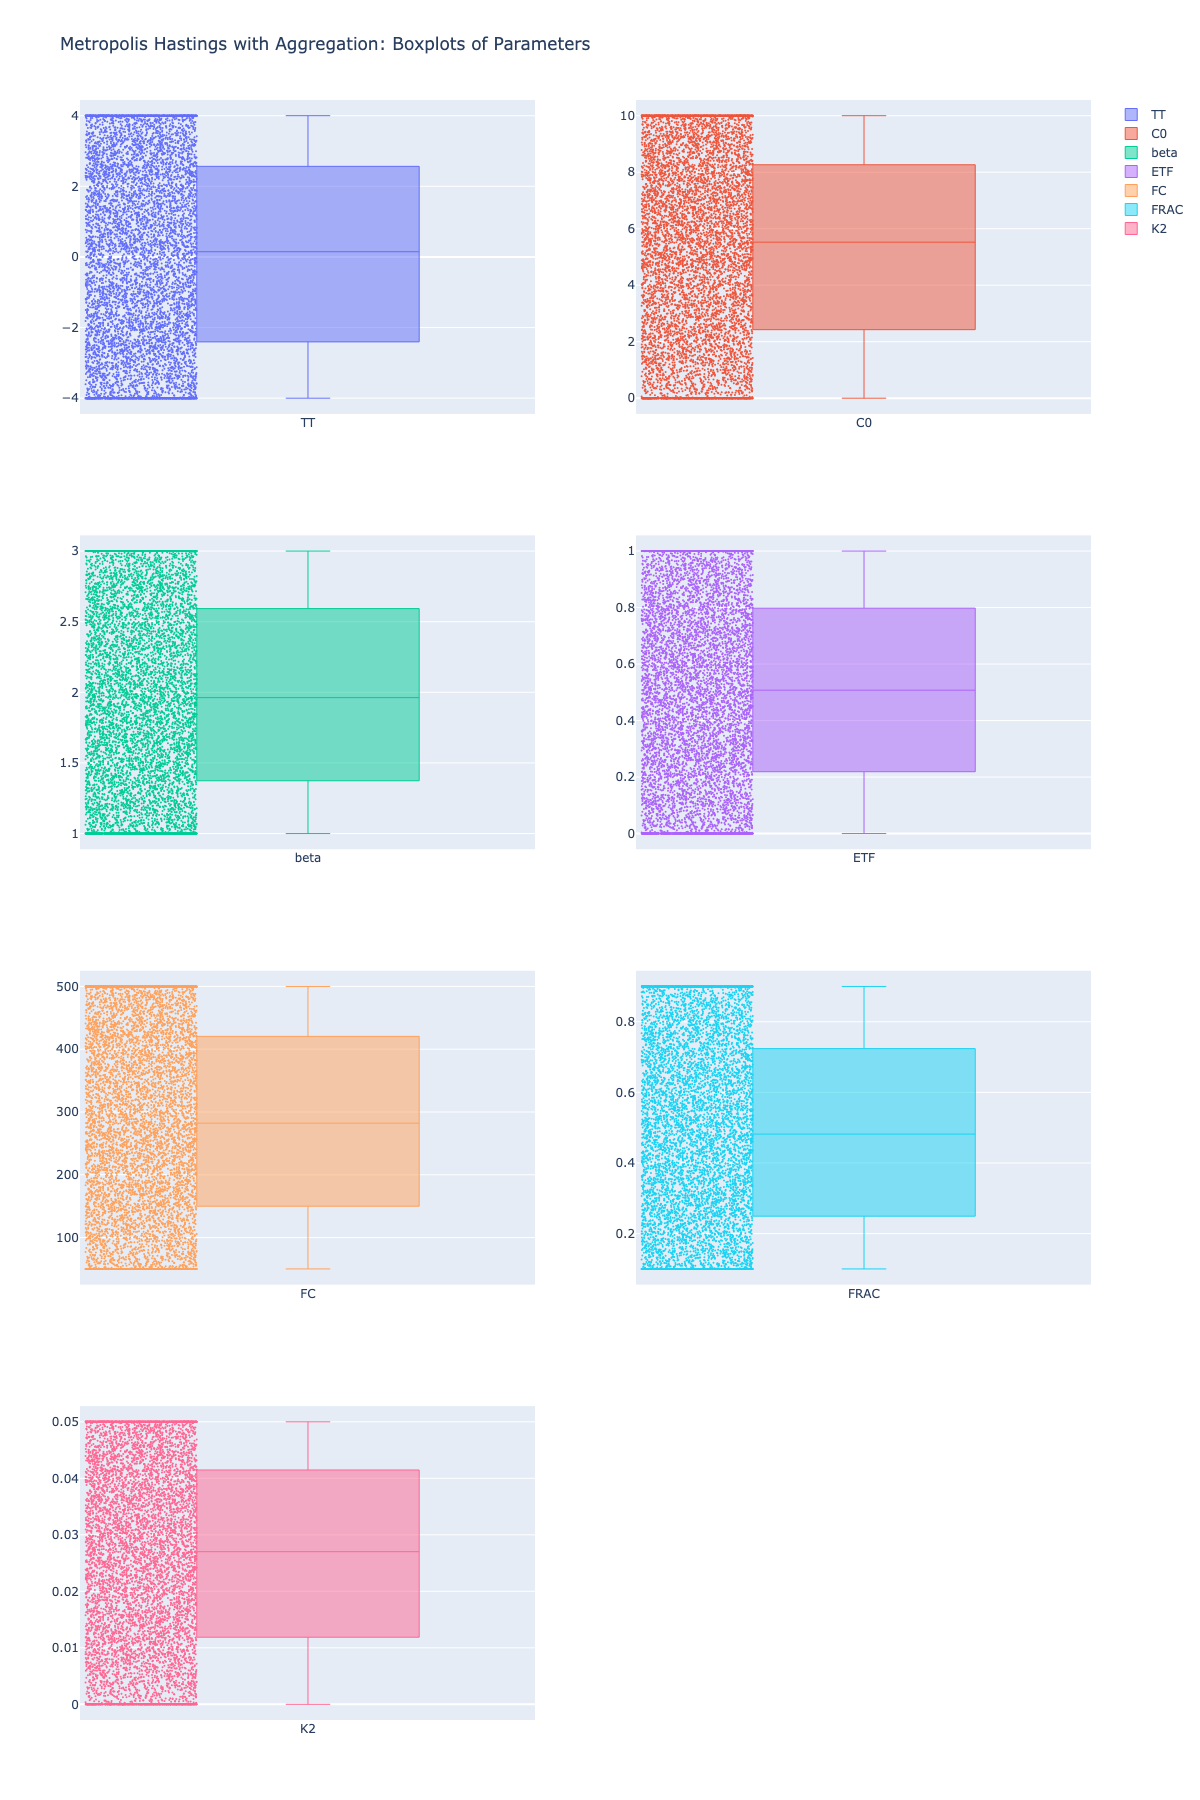 Metropolis Hastings with Aggregation: Boxplots of Parameters
4
2
0
−2
−4
TT
10
8
6
4
2
0
C0
TT
C0
beta
ETF
FC
FRAC
K2
3
2.5
2
1.5
1
beta
1
0.8
0.6
0.4
0.2
0
ETF
500
400
300
200
100
FC
0.8
0.6
0.4
0.2
FRAC
0.05
0.04
0.03
0.02
0.01
0
K2